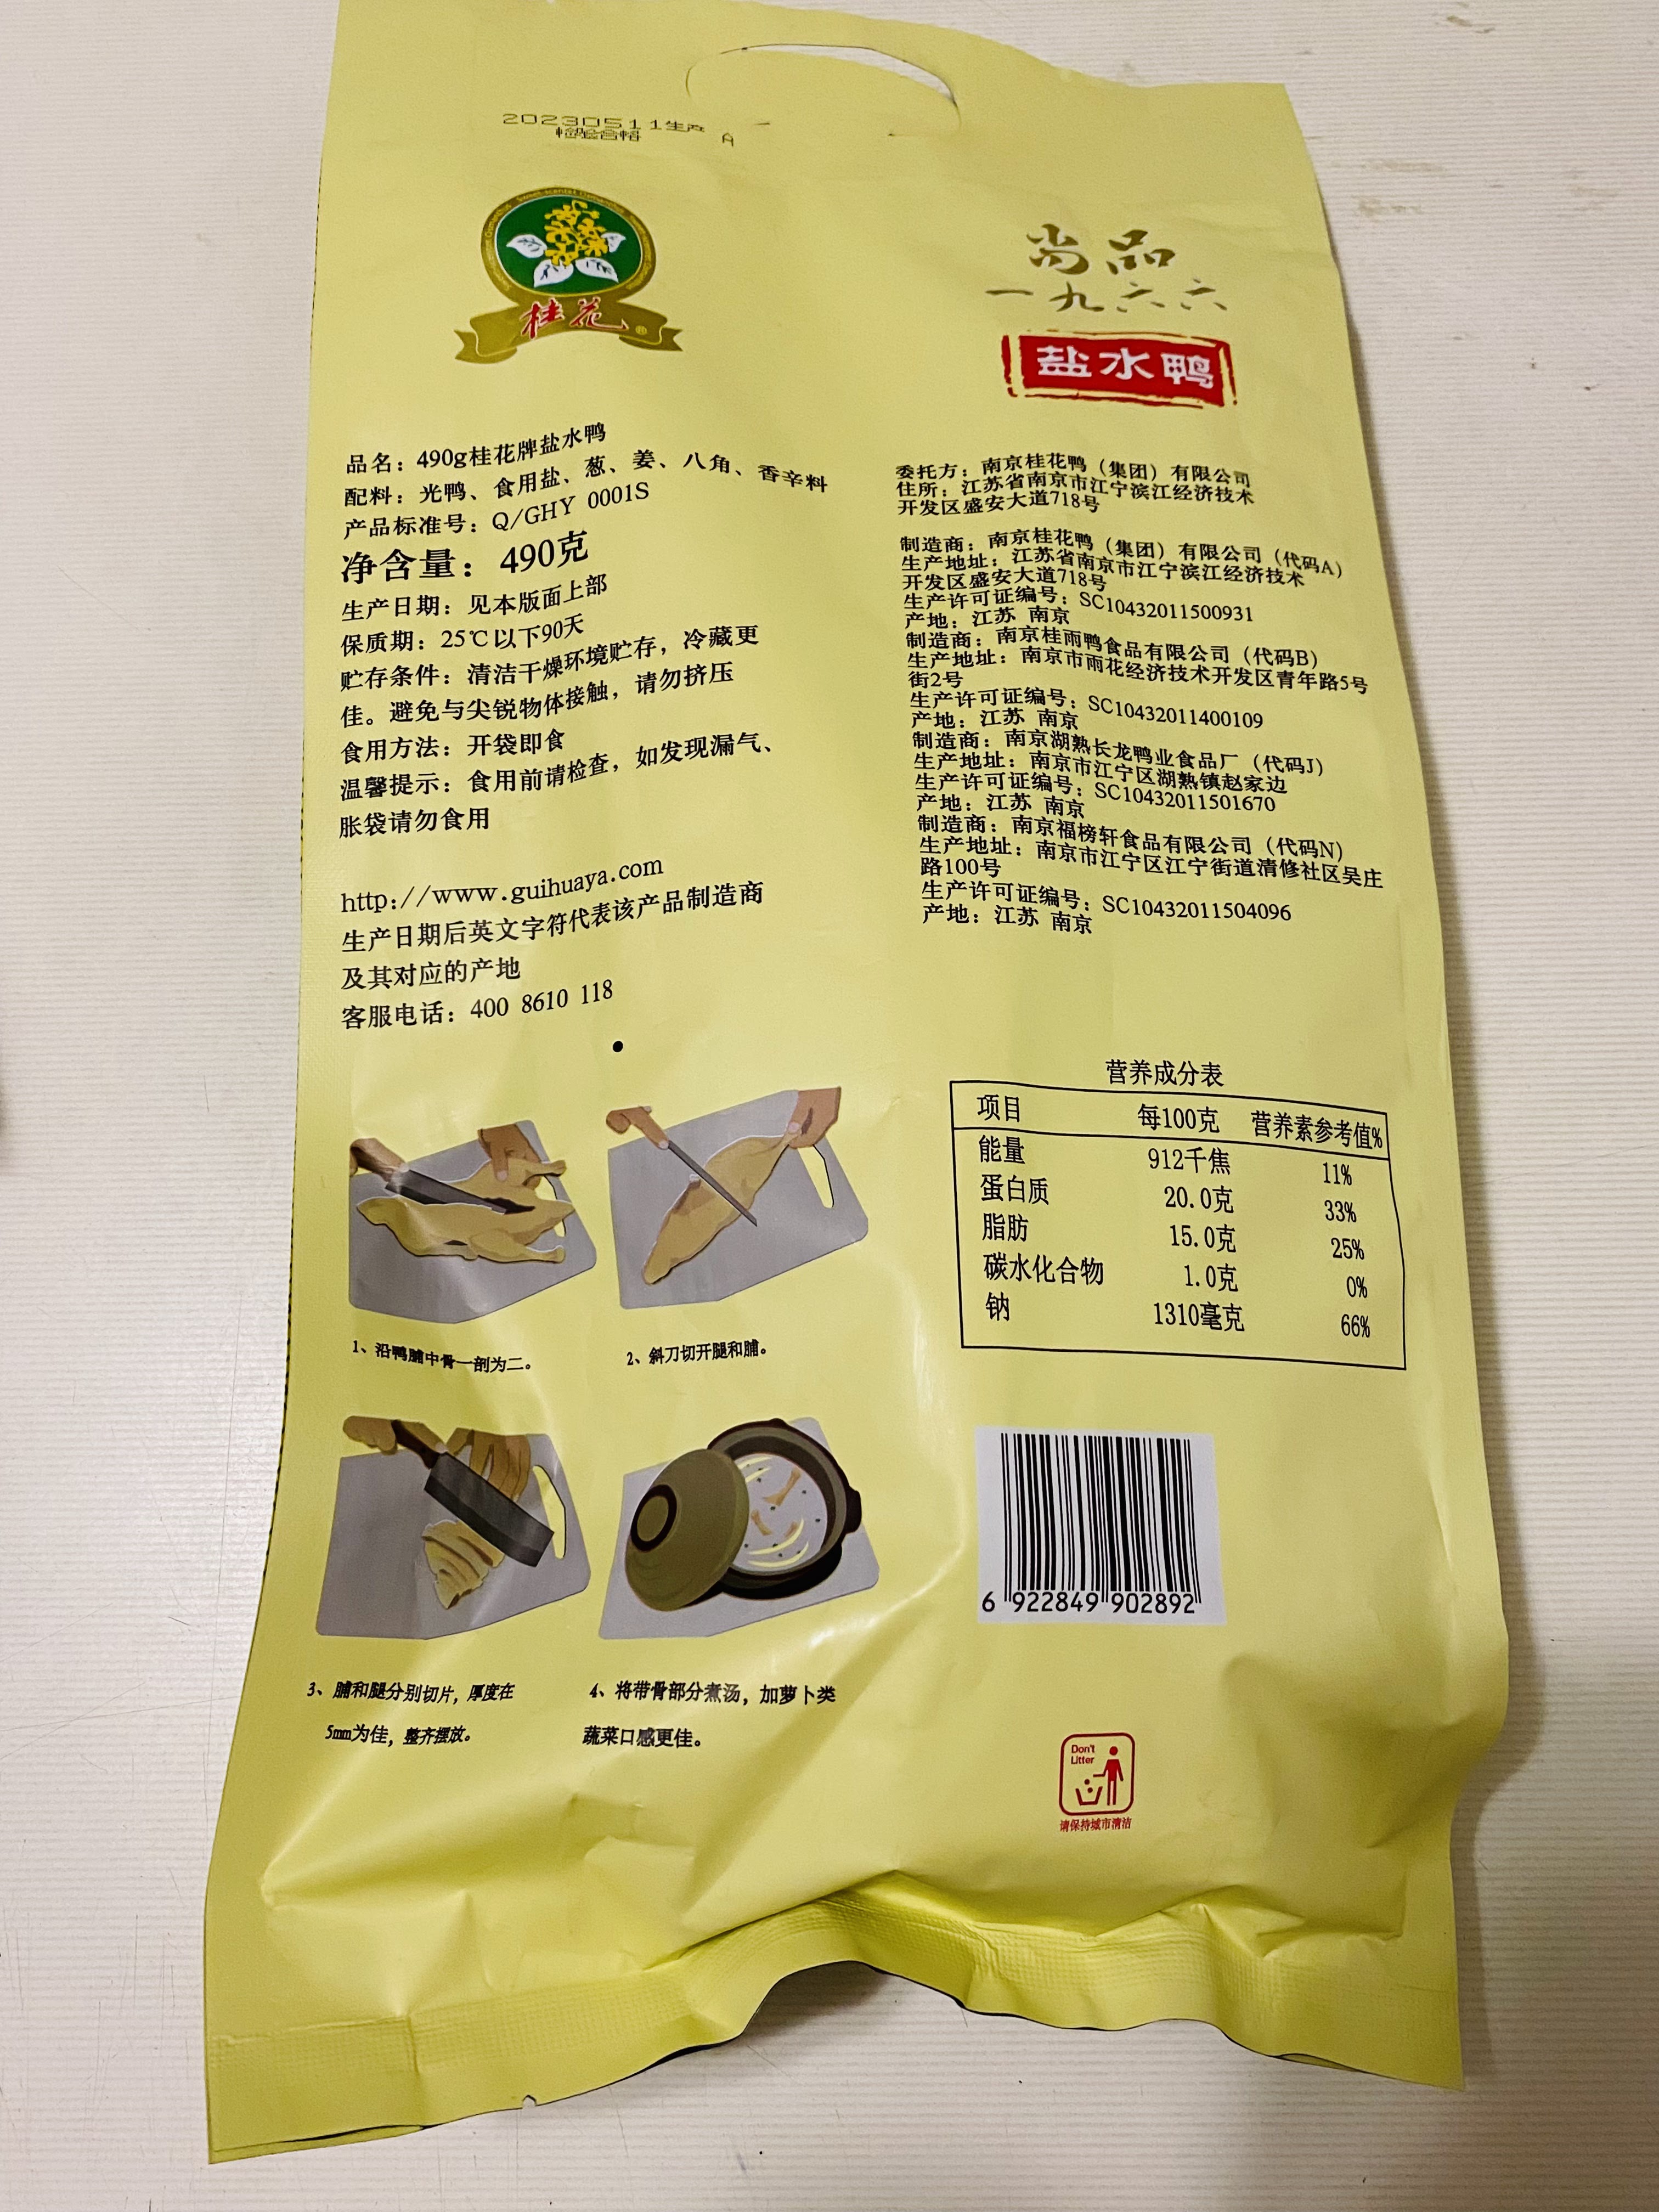 20230511生产 A
检验合格
桂花®
尚品
一九六六
盐水鸭
品名：490g桂花牌盐水鸭
配料：光鸭、食用盐、葱、姜、八角、香辛料
产品标准号：Q/GHY 0001S
净含量：490克
生产日期：见本版面上部
保质期：25℃以下90天
贮存条件：清洁干燥环境贮存，冷藏更
佳。避免与尖锐物体接触，请勿挤压
食用方法：开袋即食
温馨提示：食用前请检查，如发现漏气、
胀袋请勿食用
http://www.guihuaya.com
生产日期后英文字符代表该产品制造商
及其对应的产地
客服电话：400 8610 118
委托方：南京桂花鸭（集团）有限公司
住所：江苏省南京市江宁滨江经济技术
开发区盛安大道718号
制造商：南京桂花鸭（集团）有限公司（代码A）
生产地址：江苏省南京市江宁滨江经济技术
开发区盛安大道718号
生产许可证编号：SC10432011500931
产地：江苏 南京
制造商：南京桂雨鸭食品有限公司（代码B）
生产地址：南京市雨花经济技术开发区青年路5号
街2号
生产许可证编号：SC10432011400109
产地：江苏 南京
制造商：南京湖熟长龙鸭业食品厂（代码J）
生产地址：南京市江宁区湖熟镇赵家边
生产许可证编号：SC10432011501670
产地：江苏 南京
制造商：南京福榜轩食品有限公司（代码N）
生产地址：南京市江宁区江宁街道清修社区吴庄
路100号
生产许可证编号：SC10432011504096
产地：江苏 南京
营养成分表
项目 每100克 营养素参考值%
能量 912千焦 11%
蛋白质 20.0克 33%
脂肪 15.0克 25%
碳水化合物 1.0克 0%
钠 1310毫克 66%
1、沿鸭脯中骨一剖为二。
2、斜刀切开腿和脯。
3、脯和腿分别切片，厚度在
5mm为佳，整齐摆放。
4、将带骨部分煮汤，加萝卜类
蔬菜口感更佳。
6 922849 902892
Don't
Litter
请保持城市清洁